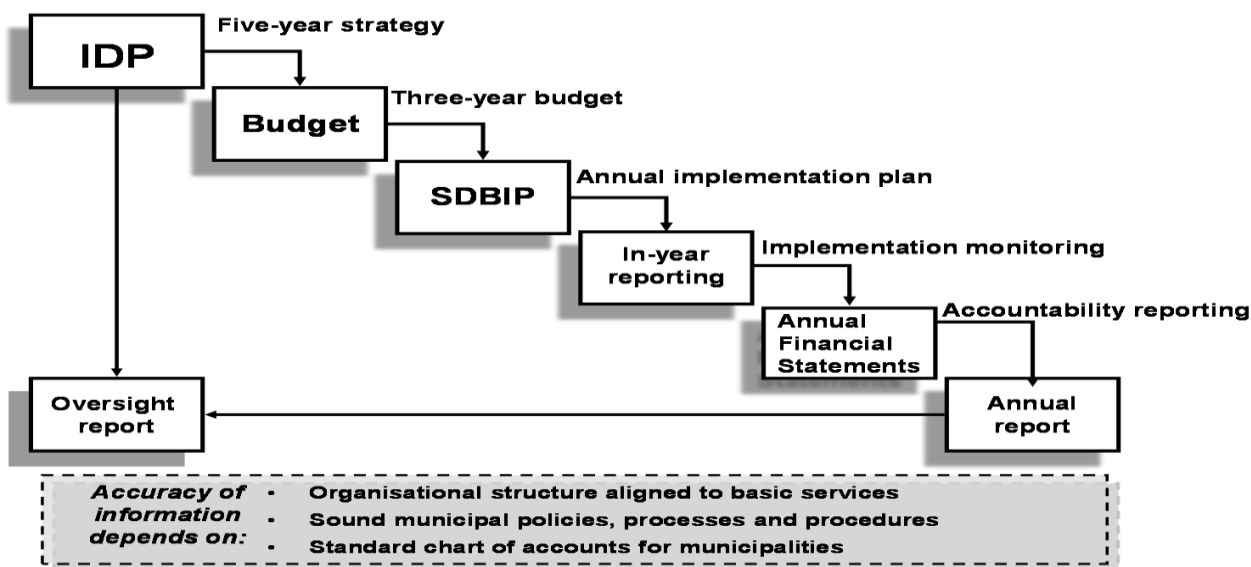 Five-year strategy
IDP
Three-year budget
Budget
Annual implementation plan
SDBIP
Implementation monitoring
In-year
reporting
Accountability reporting
Annual
Financial
Statements
Oversight
report
Annual
report
Accuracy of
information
depends on:
• Organisational structure aligned to basic services
• Sound municipal policies, processes and procedures
• Standard chart of accounts for municipalities